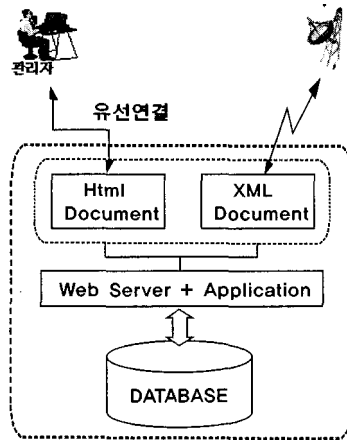 관리자
유선연결
Html
Document
XML
Document
Web Server + Application
DATABASE